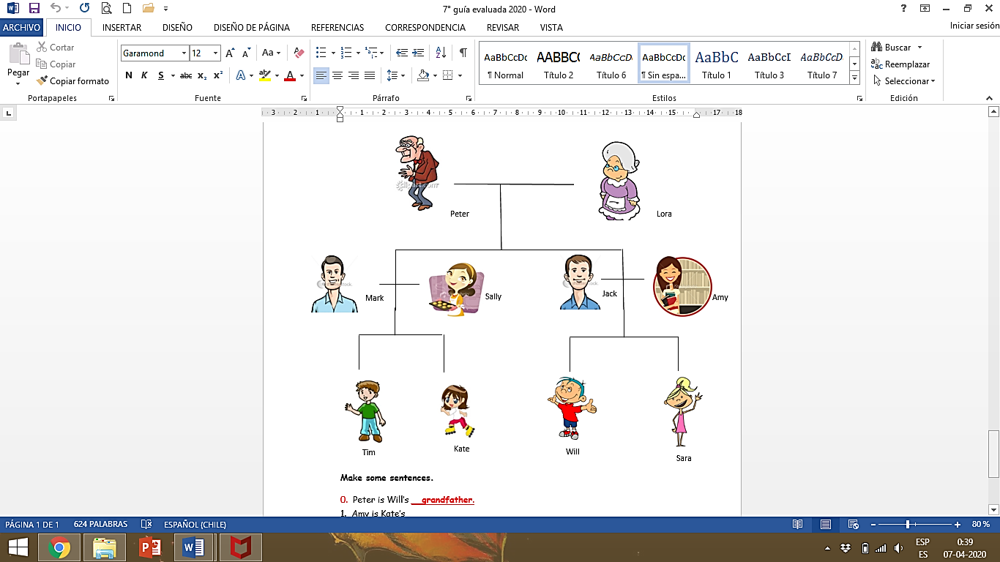 7° guía evaluada 2020 - Word
ARCHIVO INICIO INSERTAR DISEÑO DISEÑO DE PÁGINA REFERENCIAS CORRESPONDENCIA REVISAR VISTA Iniciar sesión
Pegar
Cortar
Copiar
Copiar formato
Portapapeles
Garamond 12
N K S abc x₂ x²
Fuente
Párrafo
AaBbCcDc AABBC AaBbCcD AaBbCcDc AaBbC AaBbCcI AaBbCcD
¶ Normal Título 2 Título 6 ¶ Sin espa... Título 1 Título 3 Título 7
Estilos
Buscar
Reemplazar
Seleccionar
Edición
3 2 1 1 2 3 4 5 6 7 8 9 10 11 12 13 14 15 17 18
Peter Lora
Mark Sally Jack Amy
Tim Kate Will Sara
Make some sentences.
0. Peter is Will's grandfather.
1. Amy is Kate's
PÁGINA 1 DE 1 624 PALABRAS ESPAÑOL (CHILE) 80 %
ESP 0:39
ES 07-04-2020